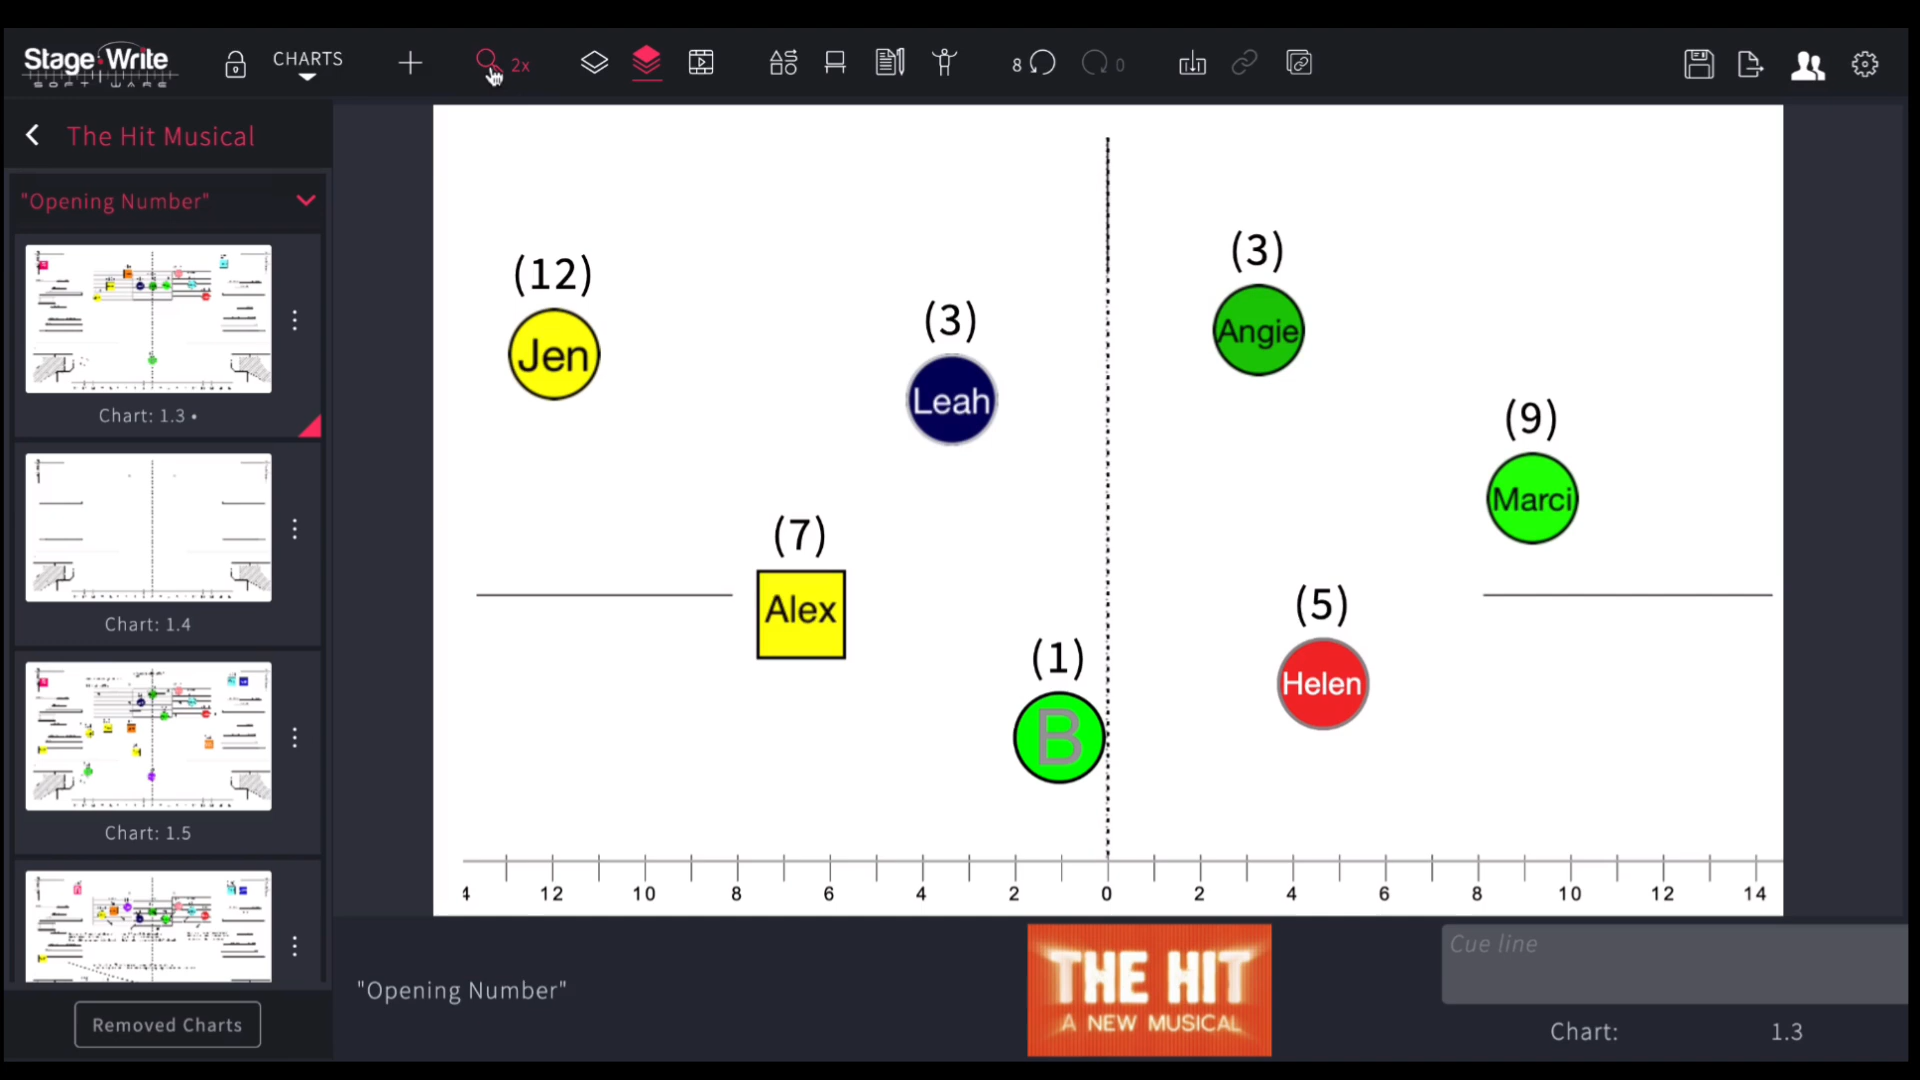 Stage Write
SOFTWARE
CHARTS
2x
8
0
The Hit Musical
"Opening Number"
Chart: 1.3 •
Chart: 1.4
Chart: 1.5
Removed Charts
(12)
Jen
(3)
Leah
(3)
Angie
(9)
Marci
(7)
Alex
(5)
Helen
(1)
B
4 12 10 8 6 4 2 0 2 4 6 8 10 12 14
"Opening Number"
THE HIT
A NEW MUSICAL
Cue line
Chart: 1.3